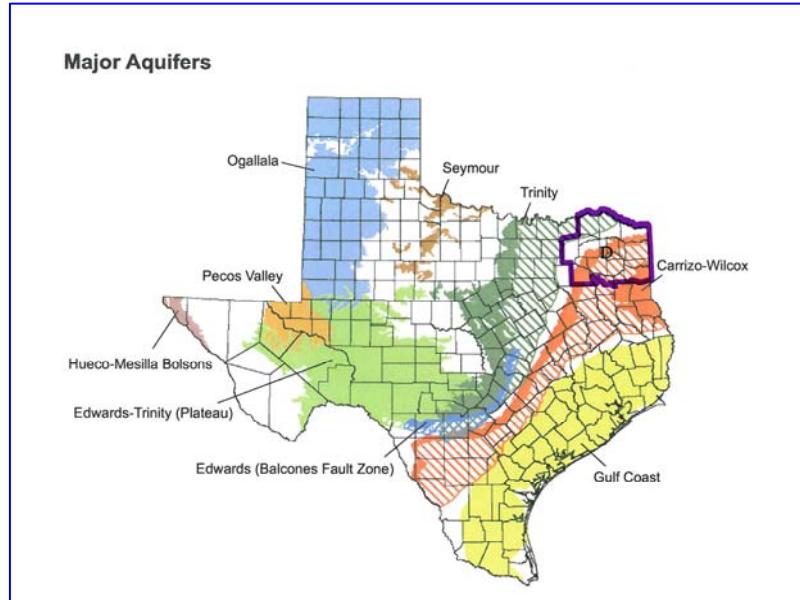 Major Aquifers
Ogallala
Seymour
Trinity
D
Carrizo-Wilcox
Pecos Valley
Hueco-Mesilla Bolsons
Edwards-Trinity (Plateau)
Edwards (Balcones Fault Zone)
Gulf Coast